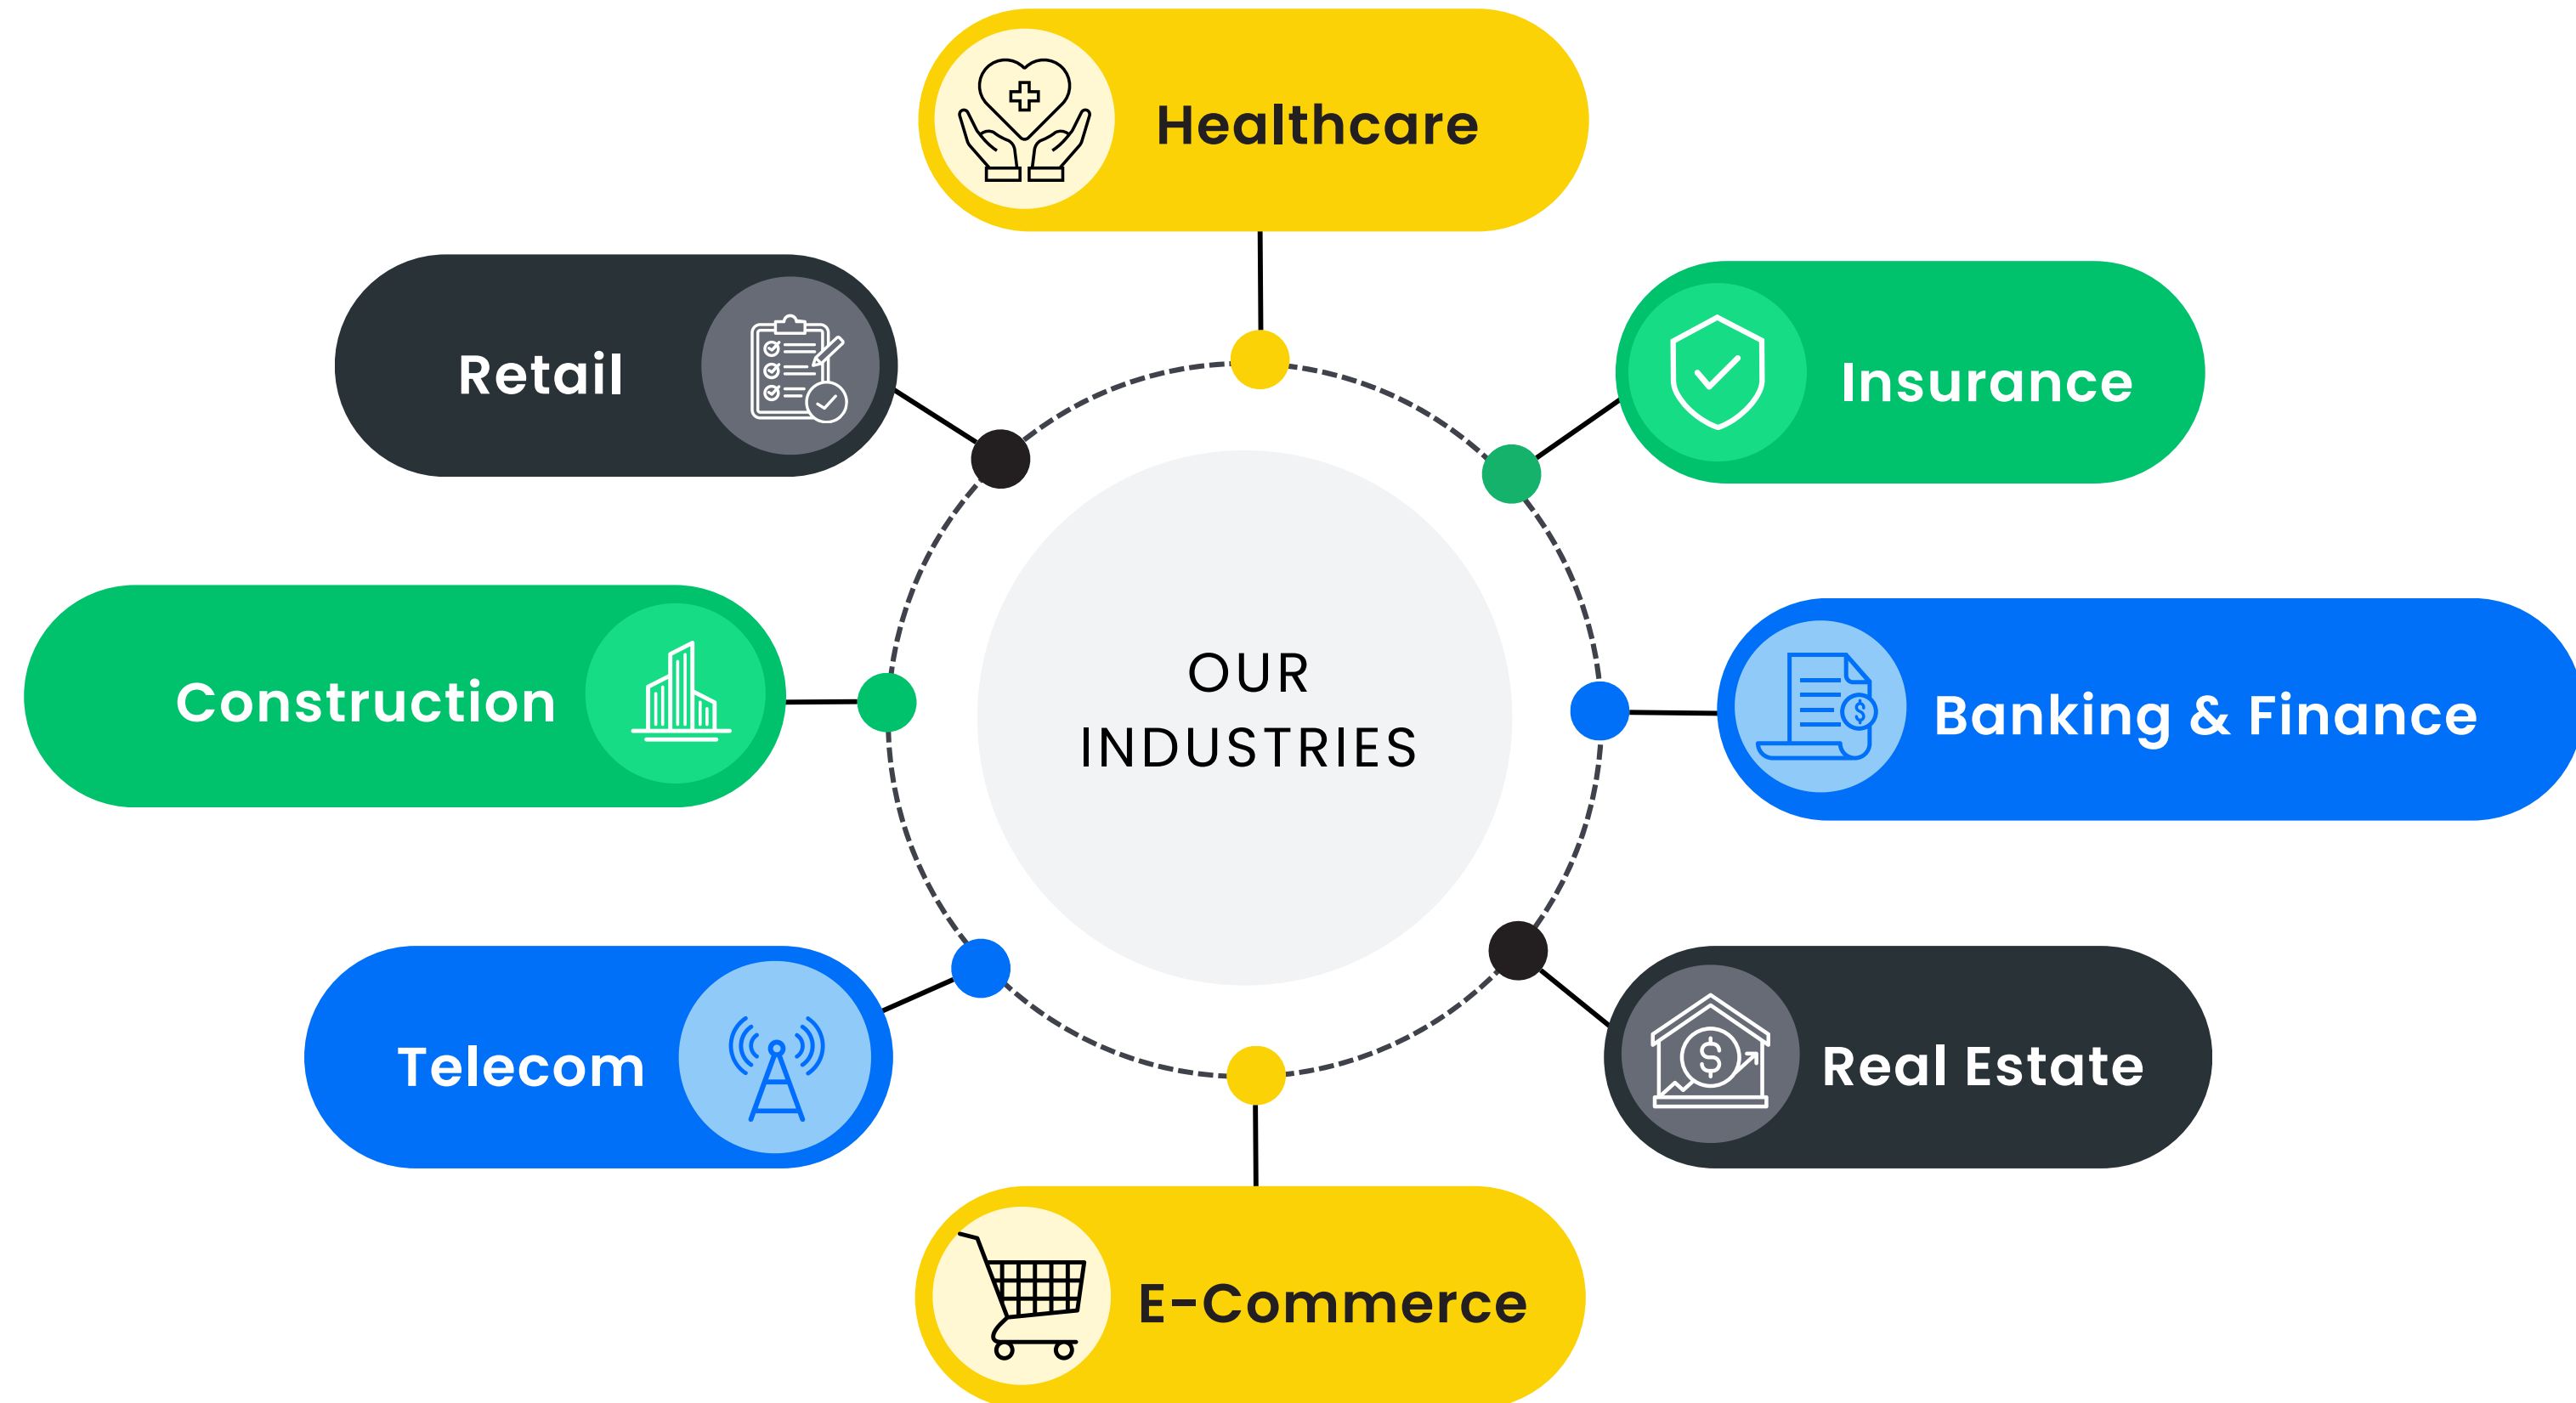 Healthcare
Retail
Insurance
OUR
INDUSTRIES
Construction
Banking & Finance
Telecom
Real Estate
E-Commerce